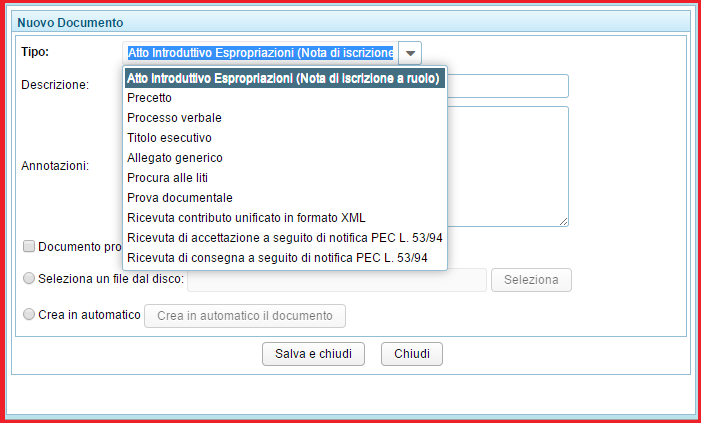 Nuovo Documento
Tipo:
Atto Introduttivo Espropriazioni (Nota di iscrizione
Atto Introduttivo Espropriazioni (Nota di iscrizione a ruolo)
Descrizione:
Precetto
Processo verbale
Titolo esecutivo
Allegato generico
Annotazioni:
Procura alle liti
Prova documentale
Ricevuta contributo unificato in formato XML
Ricevuta di accettazione a seguito di notifica PEC L. 53/94
Ricevuta di consegna a seguito di notifica PEC L. 53/94
Documento pro
Seleziona un file dal disco:
Seleziona
Crea in automatico
Crea in automatico il documento
Salva e chiudi
Chiudi